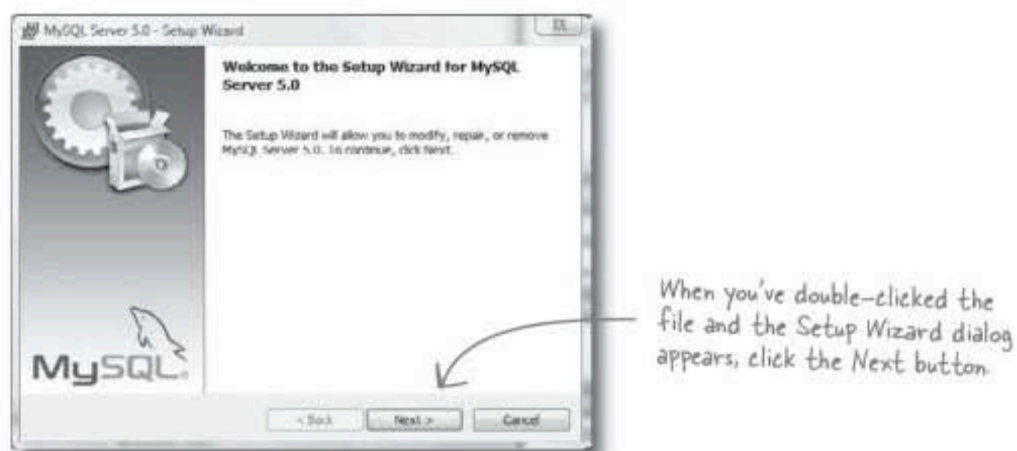 MySQL Server 5.0 - Setup Wizard
Welcome to the Setup Wizard for MySQL
Server 5.0
The Setup Wizard will allow you to modify, repair, or remove
MySQL Server 5.0. To continue, click Next.
MySQL
< Back
Next >
Cancel
When you've double-clicked the
file and the Setup Wizard dialog
appears, click the Next button.